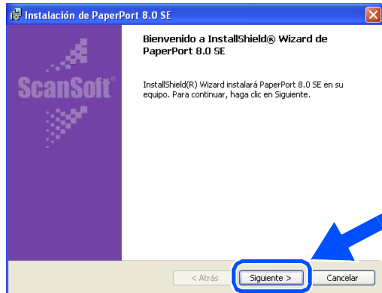 Instalación de PaperPort 8.0 SE
Bienvenido a InstallShield® Wizard de
PaperPort 8.0 SE
ScanSoft®
InstallShield(R) Wizard instalará PaperPort 8.0 SE en su
equipo. Para continuar, haga clic en Siguiente.
< Atrás
Siguiente >
Cancelar